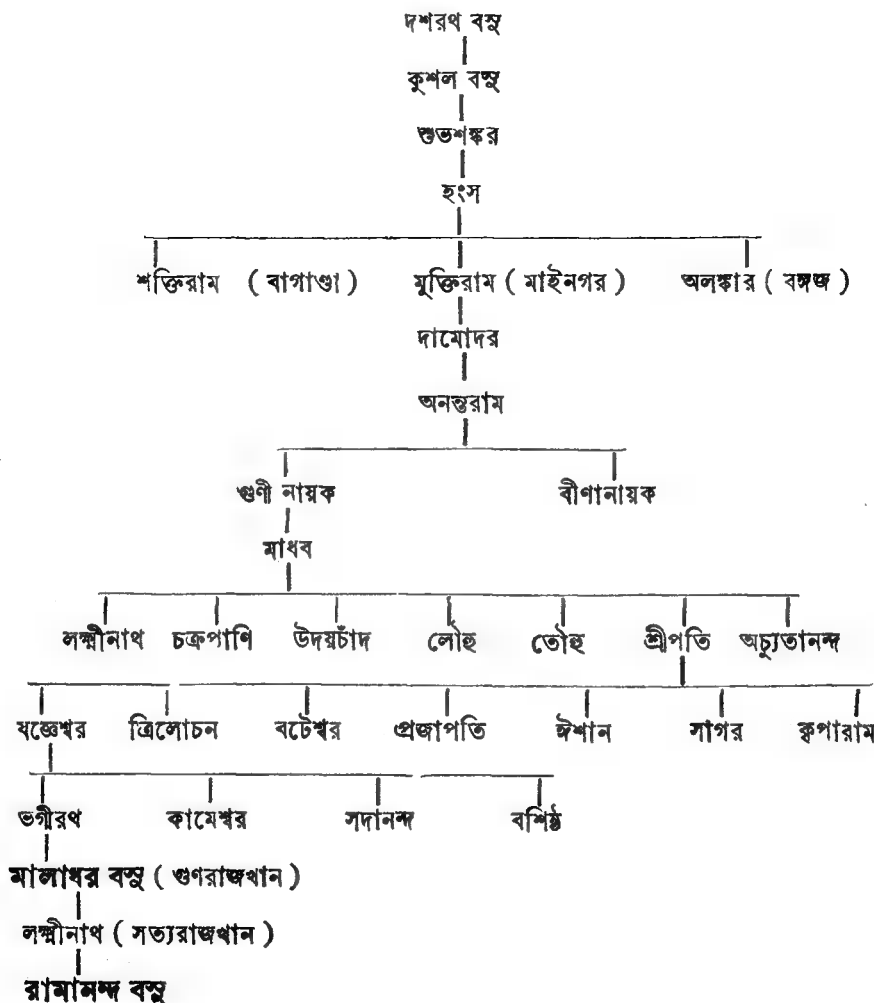 দশরথ বসু
কুশল বসু
শুভশঙ্কর
হংস
শক্তিরাম ( বাগাণ্ডা ) মুক্তিরাম ( মাইনগর ) অলঙ্কার ( বঙ্গজ )
দামোদর
অনন্তরাম
গুণী নায়ক বীণানায়ক
মাধব
লক্ষ্মীনাথ চক্রপাণি উদয়চাঁদ লৌহু তৌহু শ্রীপতি অচ্যুতানন্দ
যজ্ঞেশ্বর ত্রিলোচন বটেশ্বর প্রজাপতি ঈশান সাগর কৃপারাম
ভগীরথ কামেশ্বর সদানন্দ বশিষ্ঠ
মালাধর বসু ( গুণরাজখান )
লক্ষ্মীনাথ ( সত্যরাজখান )
রামানন্দ বসু